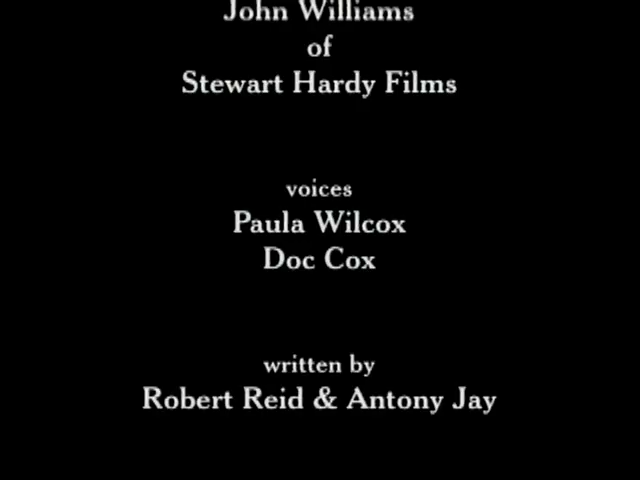 John Williams
of
Stewart Hardy Films
voices
Paula Wilcox
Doc Cox
written by
Robert Reid & Antony Jay